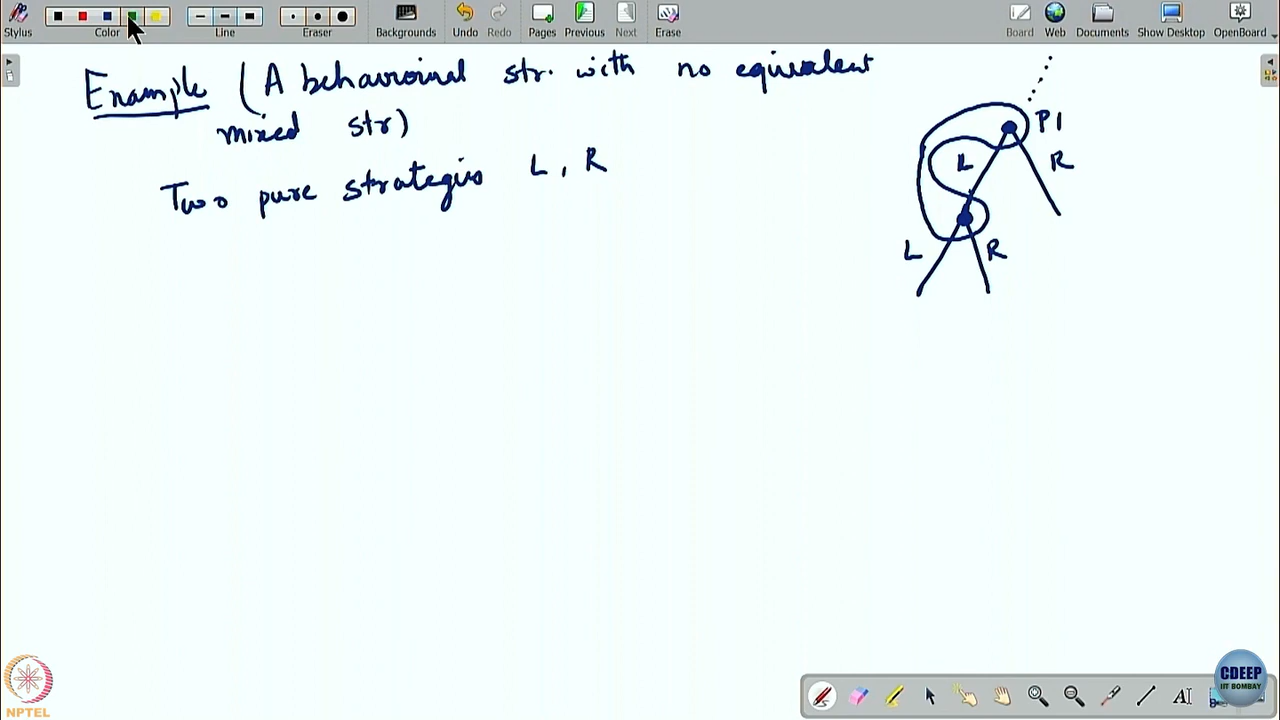 Stylus
Color
Line
Eraser
Backgrounds
Undo
Redo
Pages
Previous
Next
Erase
Board
Web
Documents
Show Desktop
OpenBoard
Example (A behavioural str. with no equivalent
mixed str)
Two pure strategies L, R
P1
L
R
L
R
NPTEL
CDEEP
IIT BOMBAY